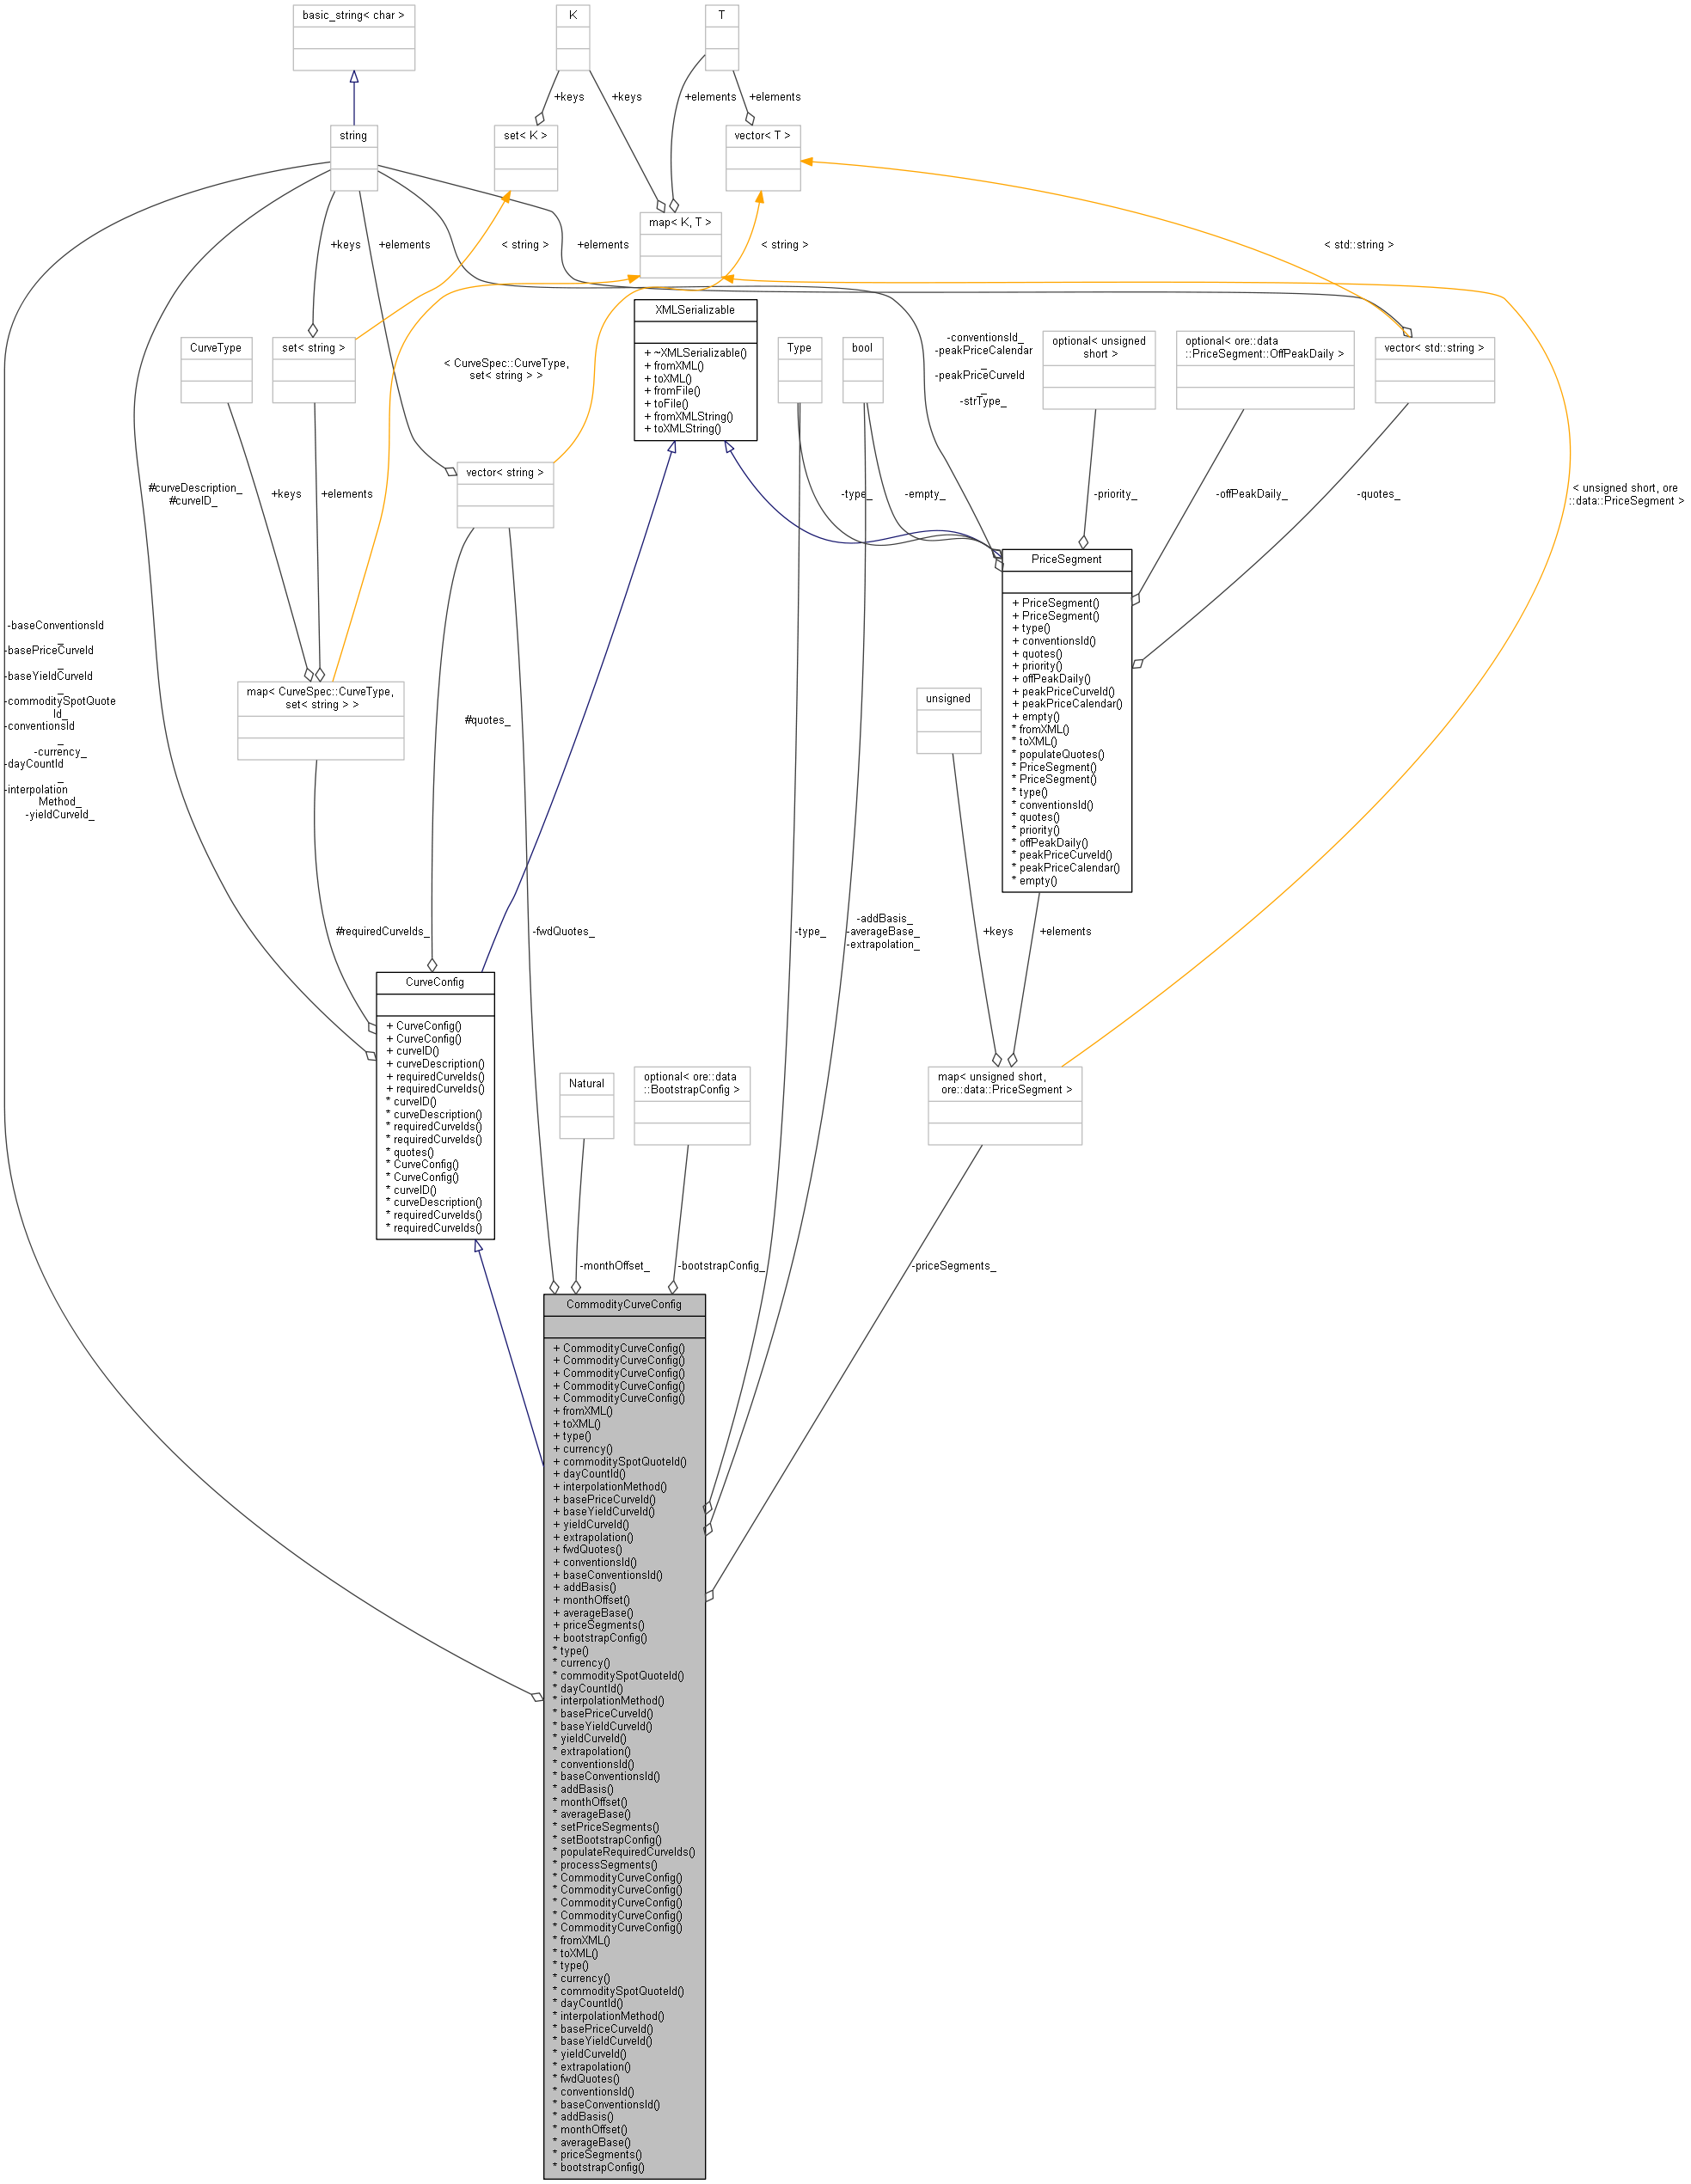 basic_string< char >
K
T
+keys
+keys
+elements
+elements
string
set< K >
vector< T >
map< K, T >
+keys
+elements
< string >
+elements
< string >
< std::string >
XMLSerializable
+ ~XMLSerializable()
+ fromXML()
+ toXML()
+ fromFile()
+ toFile()
+ fromXMLString()
+ toXMLString()
CurveType
set< string >
< CurveSpec::CurveType,
set< string > >
Type
bool
-conventionsId_
-peakPriceCalendar
_
-peakPriceCurveId
_
-strType_
optional< unsigned
short >
optional< ore::data
::PriceSegment::OffPeakDaily >
vector< std::string >
vector< string >
#curveDescription_
#curveID_
+keys
+elements
-type_
-empty_
-priority_
-offPeakDaily_
-quotes_
< unsigned short, ore
::data::PriceSegment >
PriceSegment
+ PriceSegment()
+ PriceSegment()
+ type()
+ conventionsId()
+ quotes()
+ priority()
+ offPeakDaily()
+ peakPriceCurveId()
+ peakPriceCalendar()
+ empty()
* fromXML()
* toXML()
* populateQuotes()
* PriceSegment()
* PriceSegment()
* type()
* conventionsId()
* quotes()
* priority()
* offPeakDaily()
* peakPriceCurveId()
* peakPriceCalendar()
* empty()
-baseConventionsId
_
-basePriceCurveId
_
-baseYieldCurveId
_
-commoditySpotQuote
Id_
-conventionsId
_
-currency_
-dayCountId
_
-interpolation
Method_
-yieldCurveId_
map< CurveSpec::CurveType,
set< string > >
#quotes_
unsigned
#requiredCurveIds_
-fwdQuotes_
-type_
-addBasis_
-averageBase_
-extrapolation_
+keys
+elements
CurveConfig
+ CurveConfig()
+ CurveConfig()
+ curveID()
+ curveDescription()
+ requiredCurveIds()
+ requiredCurveIds()
* curveID()
* curveDescription()
* requiredCurveIds()
* requiredCurveIds()
* quotes()
* CurveConfig()
* CurveConfig()
* curveID()
* curveDescription()
* requiredCurveIds()
* requiredCurveIds()
Natural
optional< ore::data
::BootstrapConfig >
map< unsigned short,
ore::data::PriceSegment >
-monthOffset_
-bootstrapConfig_
-priceSegments_
CommodityCurveConfig
+ CommodityCurveConfig()
+ CommodityCurveConfig()
+ CommodityCurveConfig()
+ CommodityCurveConfig()
+ CommodityCurveConfig()
+ fromXML()
+ toXML()
+ type()
+ currency()
+ commoditySpotQuoteId()
+ dayCountId()
+ interpolationMethod()
+ basePriceCurveId()
+ baseYieldCurveId()
+ yieldCurveId()
+ extrapolation()
+ fwdQuotes()
+ conventionsId()
+ baseConventionsId()
+ addBasis()
+ monthOffset()
+ averageBase()
+ priceSegments()
+ bootstrapConfig()
* type()
* currency()
* commoditySpotQuoteId()
* dayCountId()
* interpolationMethod()
* basePriceCurveId()
* baseYieldCurveId()
* yieldCurveId()
* extrapolation()
* conventionsId()
* baseConventionsId()
* addBasis()
* monthOffset()
* averageBase()
* setPriceSegments()
* setBootstrapConfig()
* populateRequiredCurveIds()
* processSegments()
* CommodityCurveConfig()
* CommodityCurveConfig()
* CommodityCurveConfig()
* CommodityCurveConfig()
* CommodityCurveConfig()
* fromXML()
* toXML()
* type()
* currency()
* commoditySpotQuoteId()
* dayCountId()
* interpolationMethod()
* basePriceCurveId()
* baseYieldCurveId()
* yieldCurveId()
* extrapolation()
* fwdQuotes()
* conventionsId()
* baseConventionsId()
* addBasis()
* monthOffset()
* averageBase()
* priceSegments()
* bootstrapConfig()